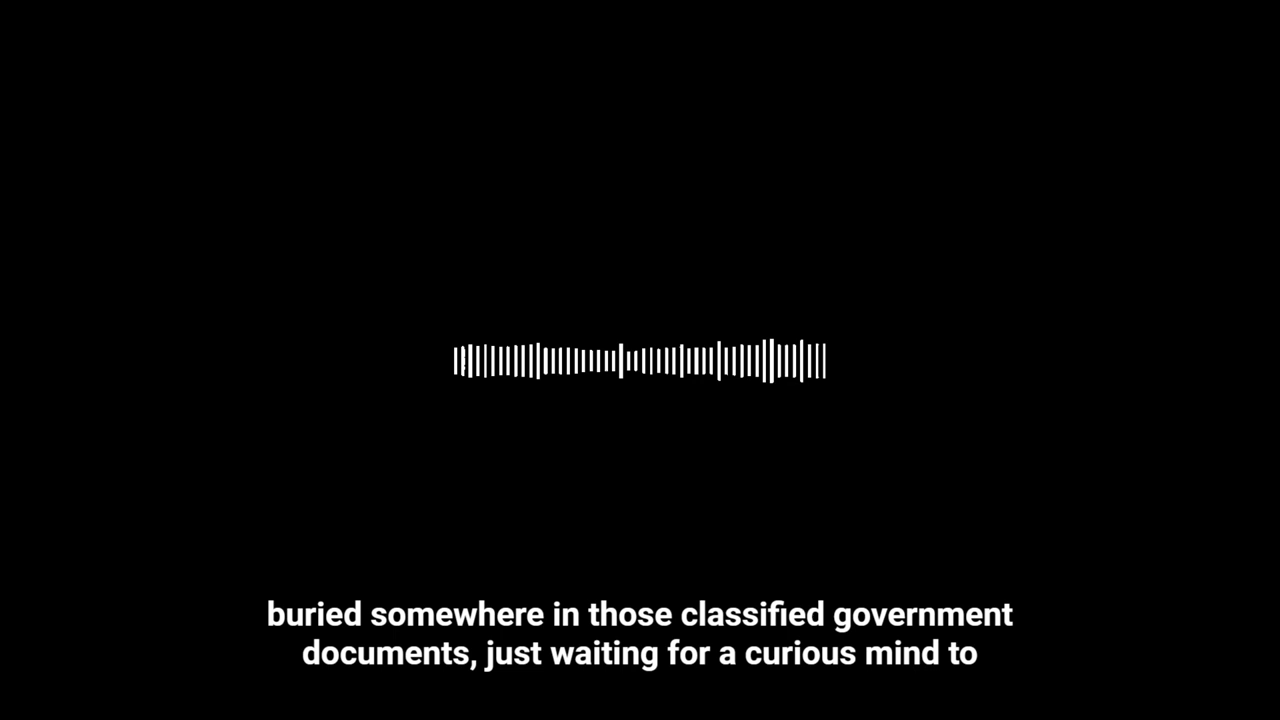 buried somewhere in those classified government
documents, just waiting for a curious mind to